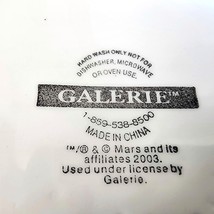 HAND WASH ONLY NOT FOR
DISHWASHER, MICROWAVE
OR OVEN USE.
GALERIE™
1-859-538-8500
MADE IN CHINA
™/® & © Mars and its
affiliates 2003.
Used under license by
Galerie.